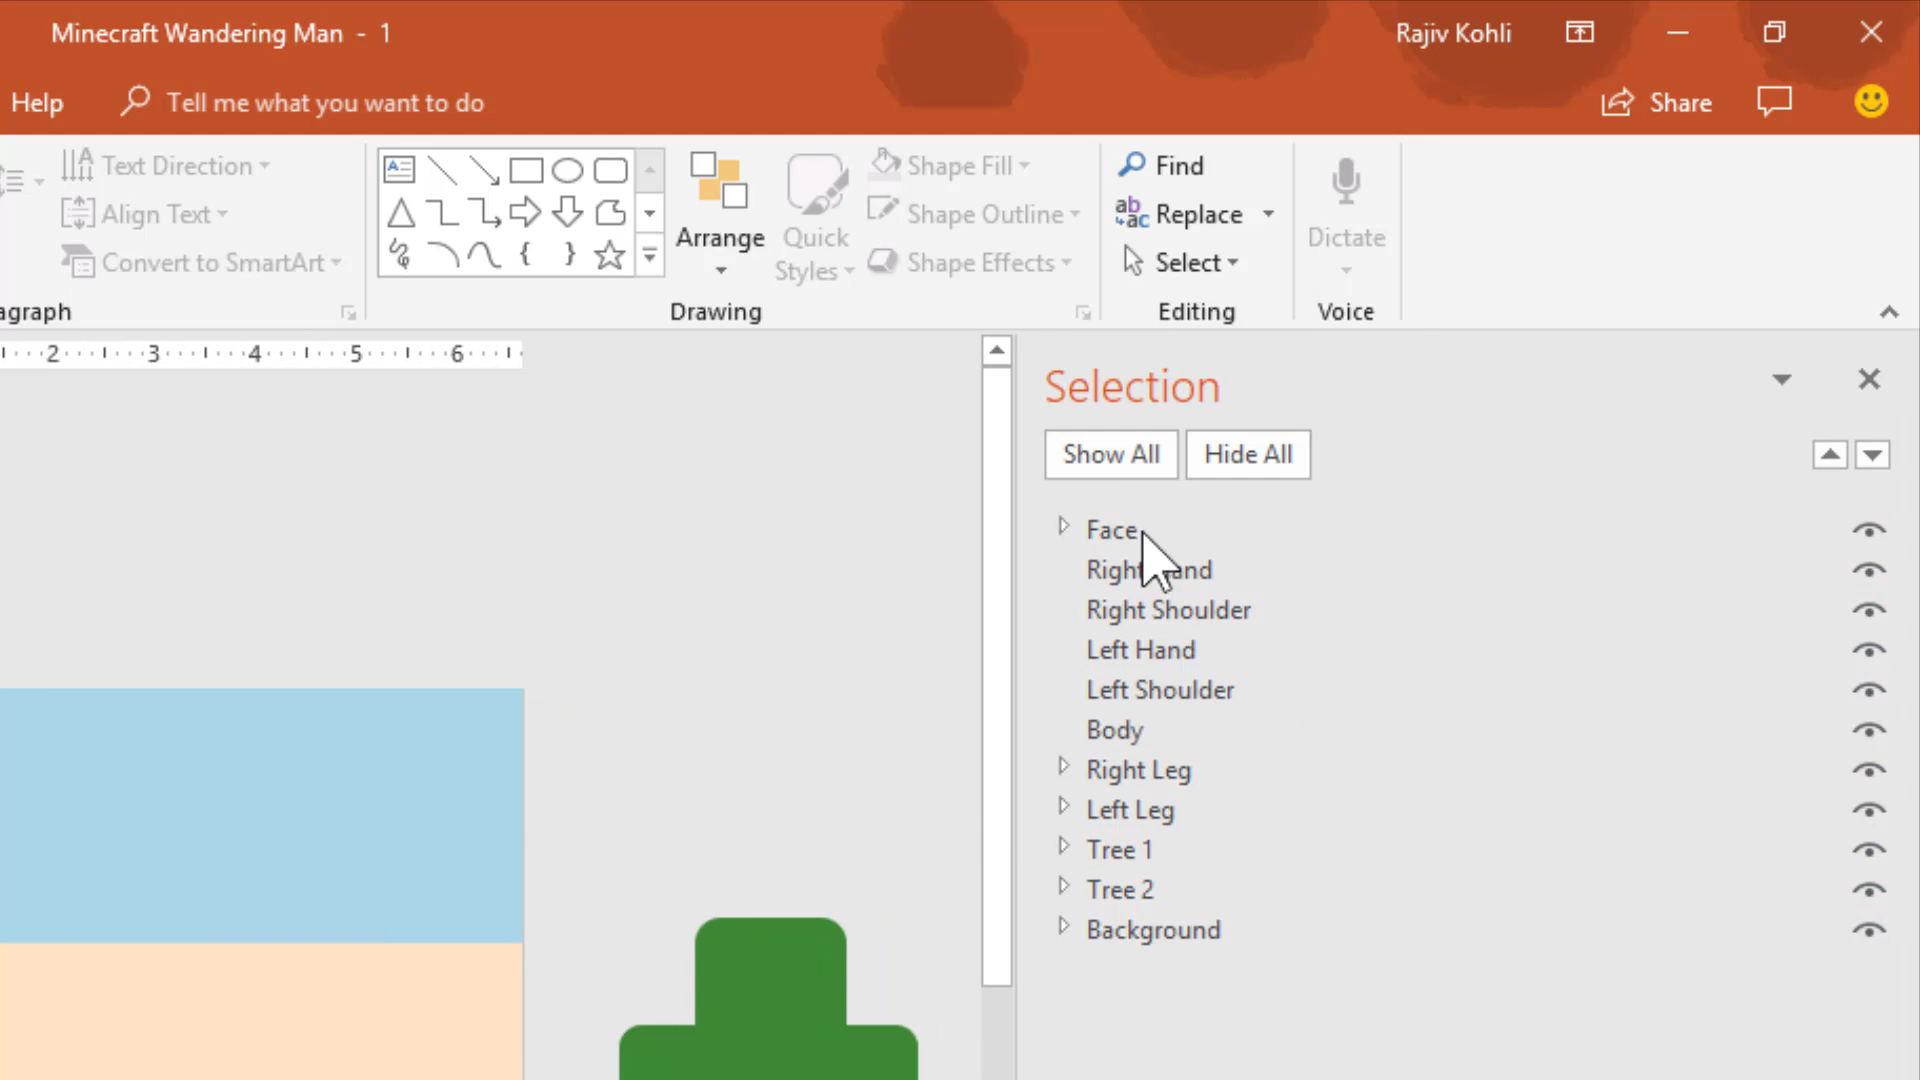 Minecraft Wandering Man - 1
Rajiv Kohli
Help
Tell me what you want to do
Share
Text Direction
Align Text
Convert to SmartArt
agraph
Arrange
Quick
Styles
Shape Fill
Shape Outline
Shape Effects
Drawing
Find
Replace
Select
Editing
Dictate
Voice
2 3 4 5 6
Selection
Show All
Hide All
Face
Right Hand
Right Shoulder
Left Hand
Left Shoulder
Body
Right Leg
Left Leg
Tree 1
Tree 2
Background